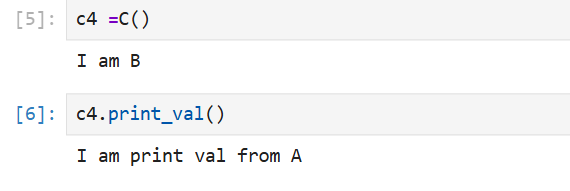 [5]: c4 =C()
I am B
[6]: c4.print_val()
I am print val from A